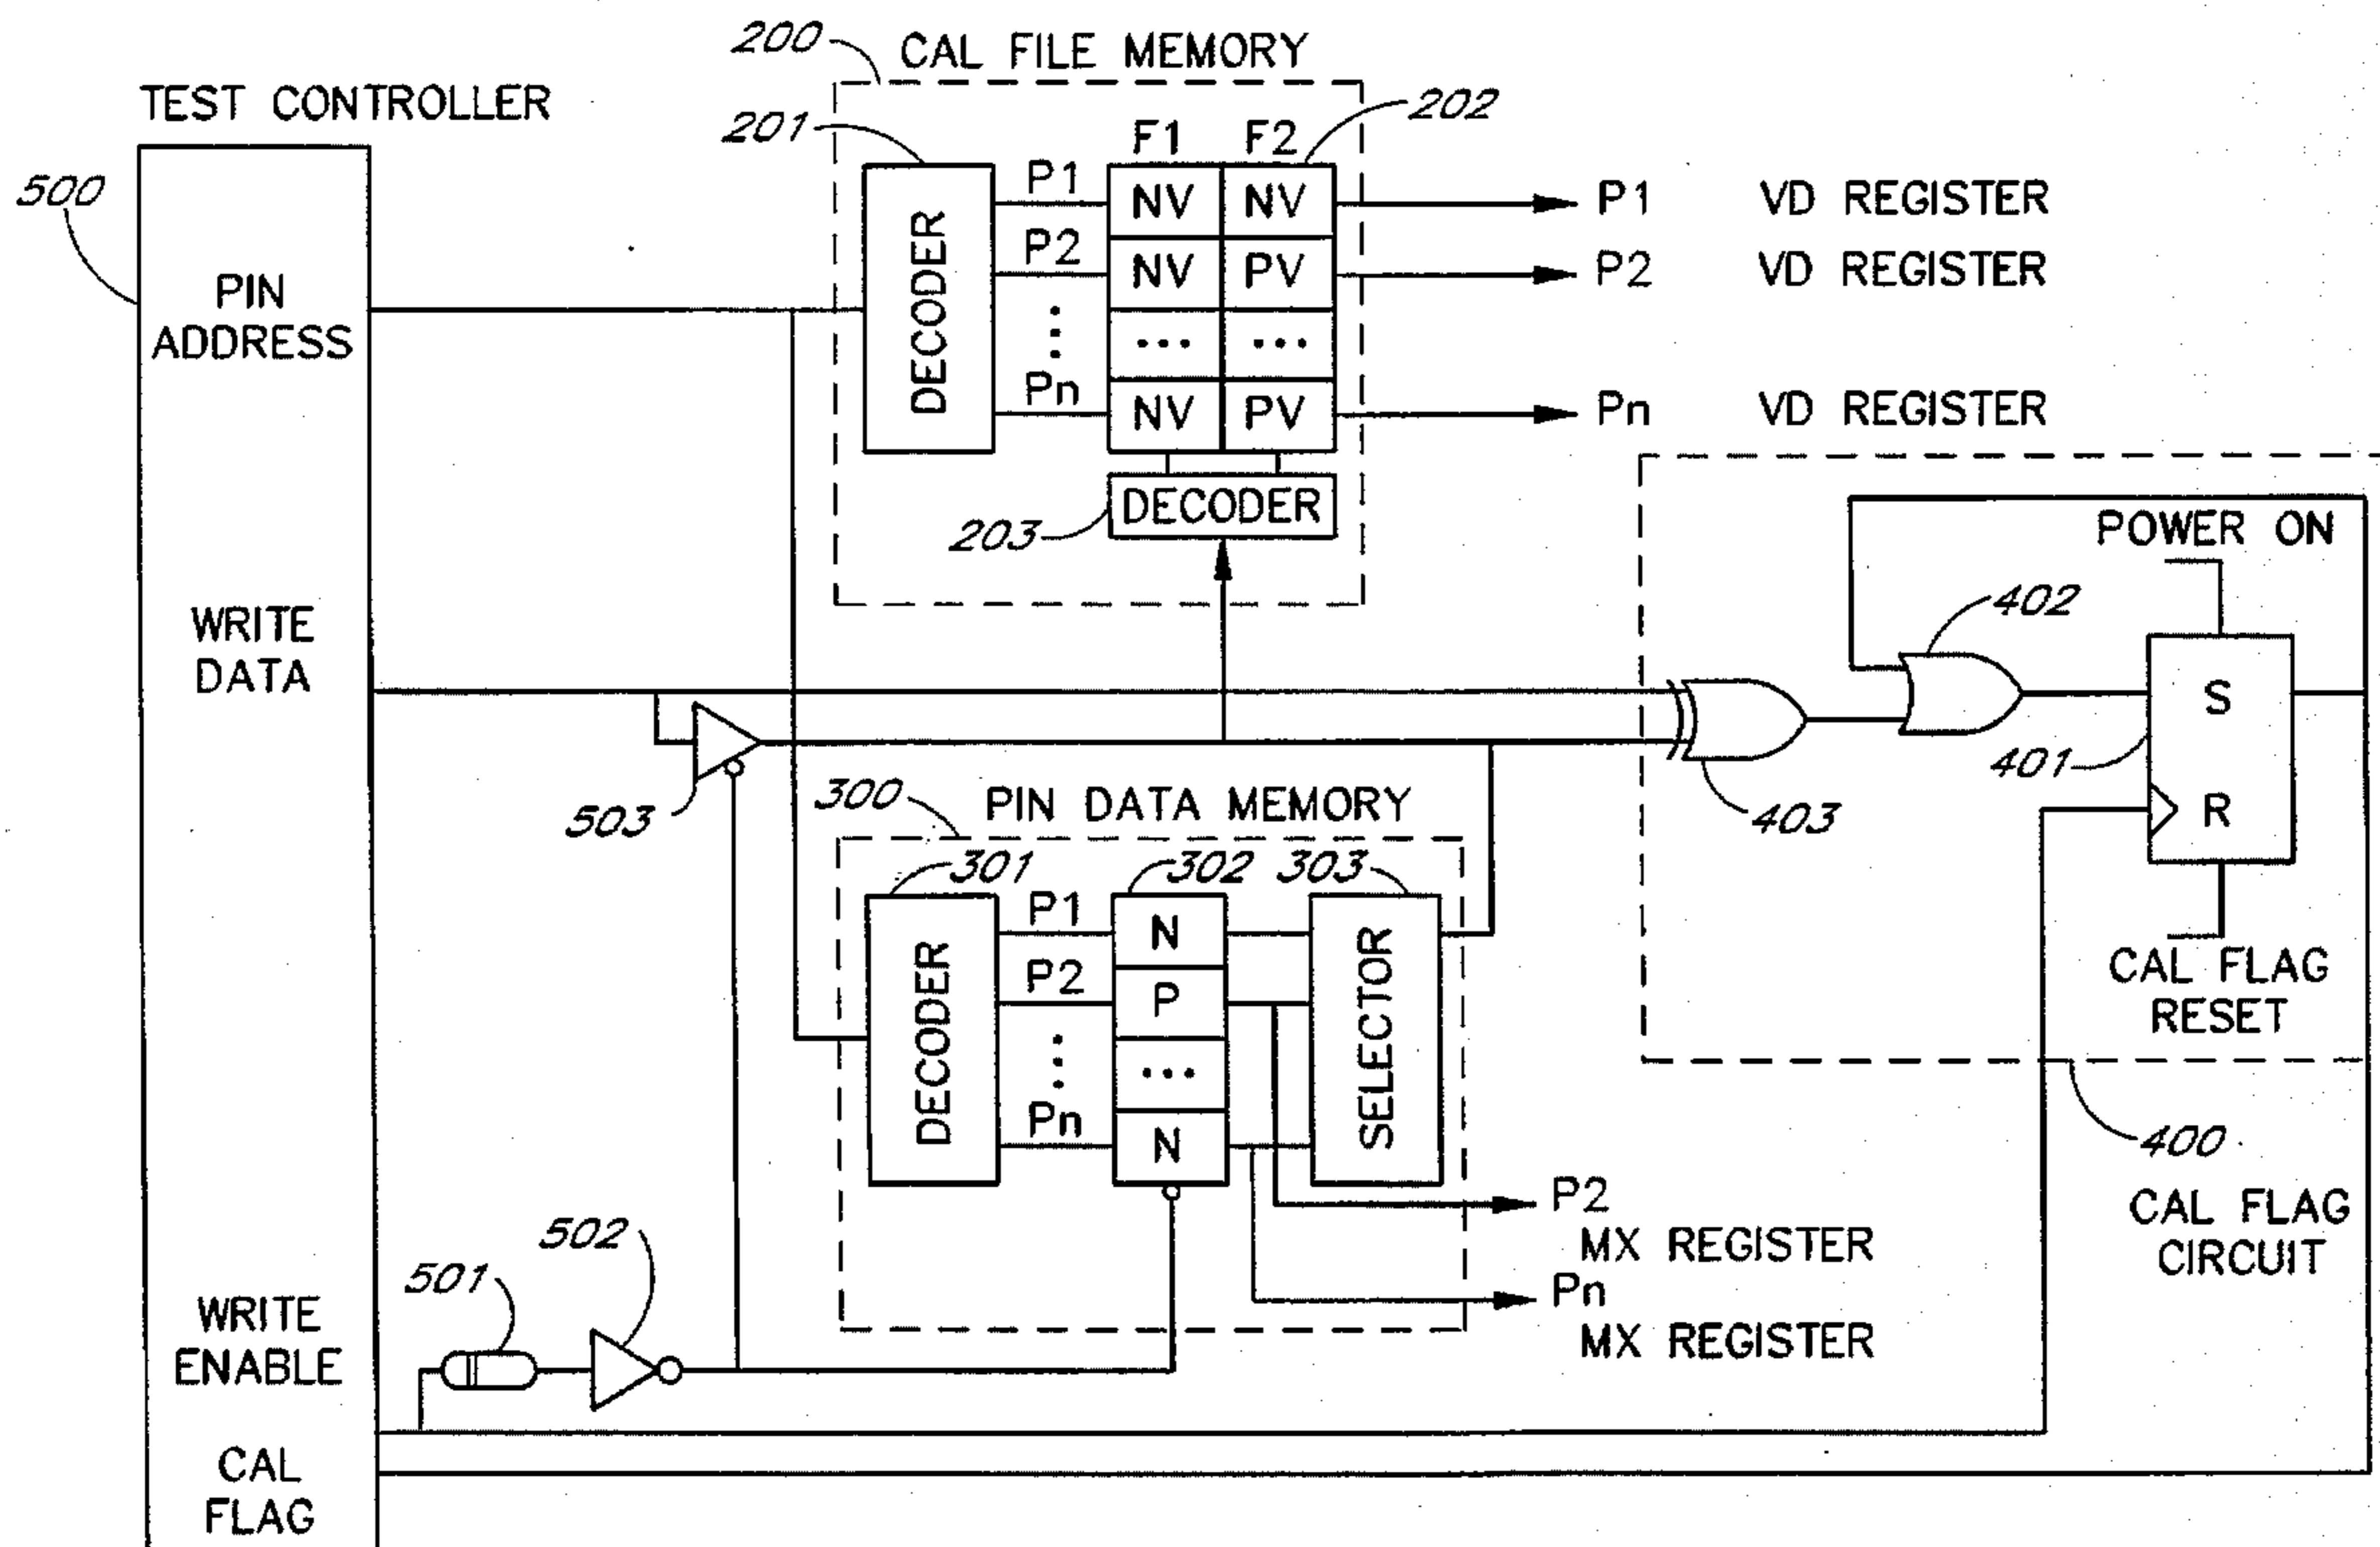 200
CAL FILE MEMORY
TEST CONTROLLER
201
F1 F2
202
500
P1 NV NV
P1 VD REGISTER
P2 NV PV
P2 VD REGISTER
PIN
ADDRESS
DECODER
... ...
Pn NV PV
Pn VD REGISTER
DECODER
203
POWER ON
WRITE
DATA
402
S
401
R
403
503
300
PIN DATA MEMORY
301
302
303
P1 N
P2 P
...
Pn N
DECODER
SELECTOR
CAL FLAG
RESET
400
CAL FLAG
CIRCUIT
P2
MX REGISTER
Pn
MX REGISTER
502
501
WRITE
ENABLE
CAL
FLAG